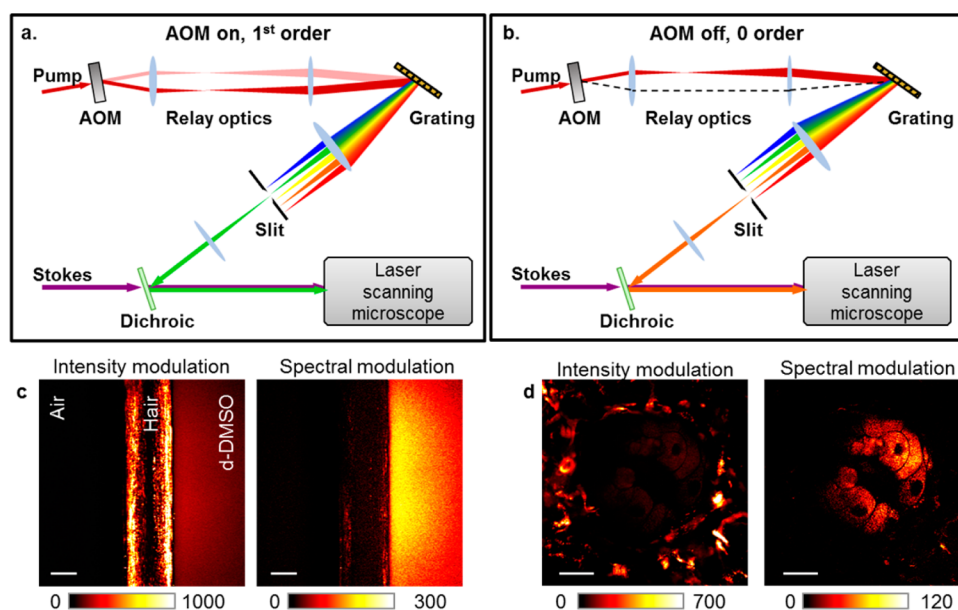 a.
AOM on, 1st order
Pump
AOM
Relay optics
Grating
Slit
Stokes
Dichroic
Laser
scanning
microscope
b.
AOM off, 0 order
Pump
AOM
Relay optics
Grating
Slit
Stokes
Dichroic
Laser
scanning
microscope
Intensity modulation
Spectral modulation
c
Air
Hair
d-DMSO
0
1000
0
300
Intensity modulation
Spectral modulation
d
0
700
0
120